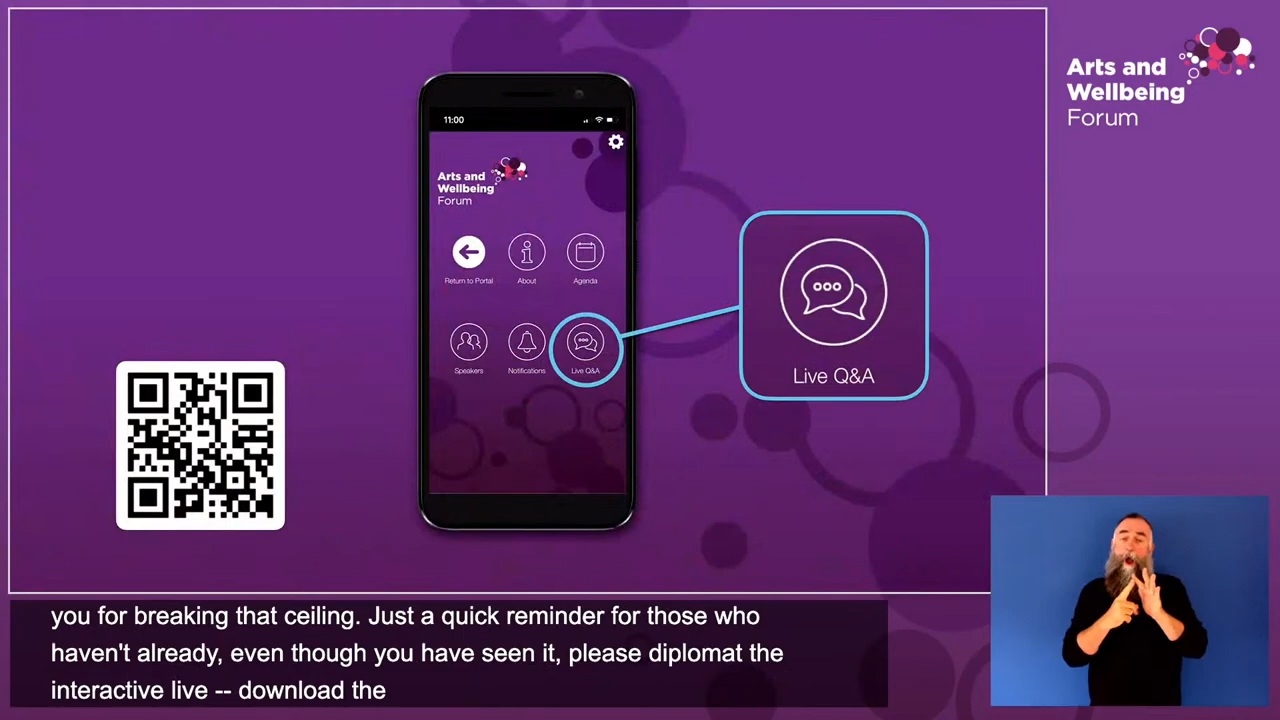 Arts and
Wellbeing
Forum
11:00
Arts and
Wellbeing
Forum
Return to Portal
About
Agenda
Speakers
Notifications
Live Q&A
Live Q&A
you for breaking that ceiling. Just a quick reminder for those who
haven't already, even though you have seen it, please diplomat the
interactive live -- download the